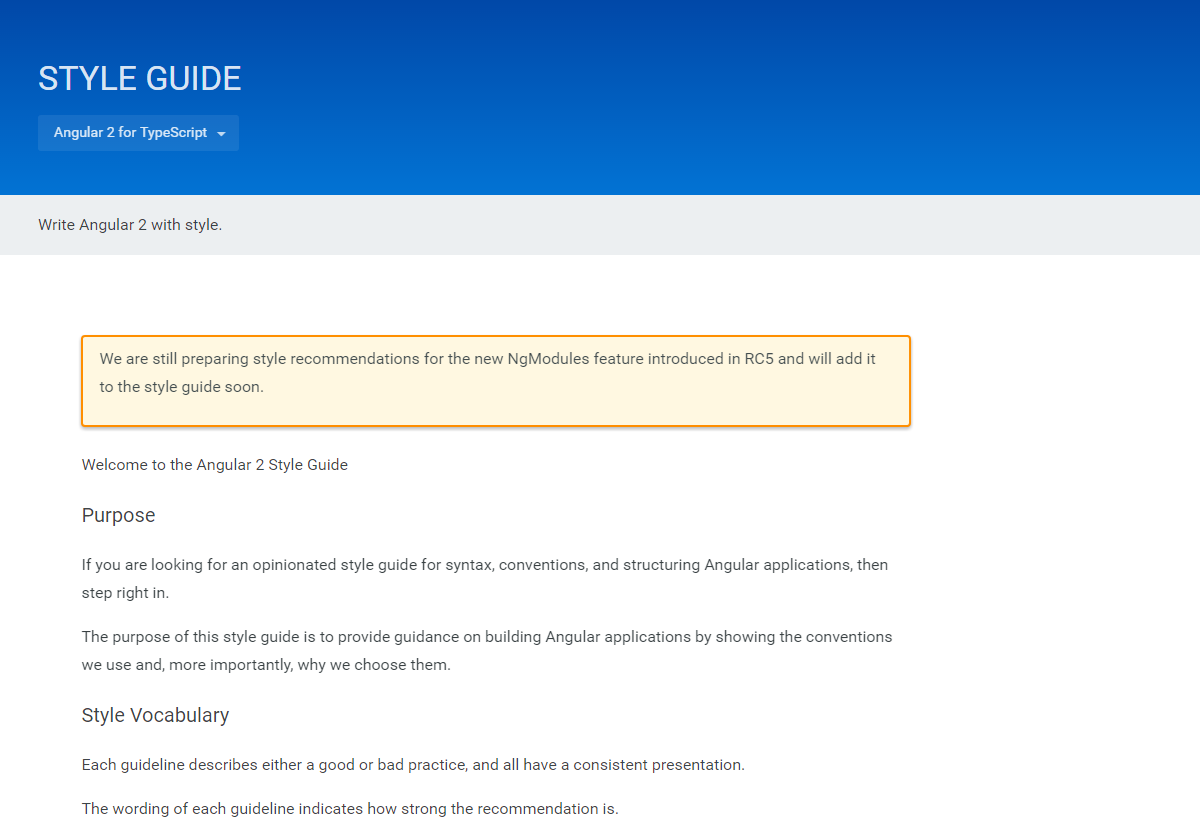 STYLE GUIDE
Angular 2 for TypeScript
Write Angular 2 with style.
We are still preparing style recommendations for the new NgModules feature introduced in RC5 and will add it
to the style guide soon.
Welcome to the Angular 2 Style Guide
Purpose
If you are looking for an opinionated style guide for syntax, conventions, and structuring Angular applications, then
step right in.
The purpose of this style guide is to provide guidance on building Angular applications by showing the conventions
we use and, more importantly, why we choose them.
Style Vocabulary
Each guideline describes either a good or bad practice, and all have a consistent presentation.
The wording of each guideline indicates how strong the recommendation is.